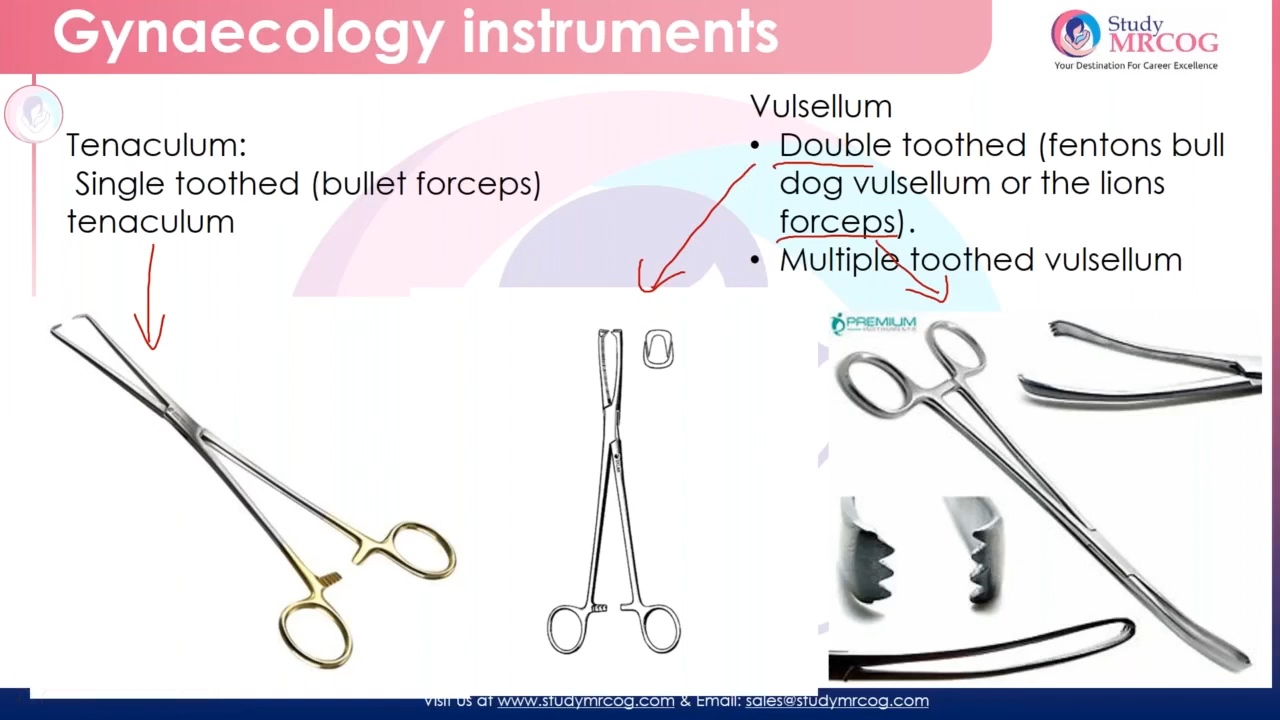 Gynaecology instruments
Study
MRCOG
Your Destination For Career Excellence
Tenaculum:
Single toothed (bullet forceps)
tenaculum
Vulsellum
• Double toothed (fentons bull
dog vulsellum or the lions
forceps).
• Multiple toothed vulsellum
PREMIUM
Visit us at www.studymrcog.com & Email: sales@studymrcog.com